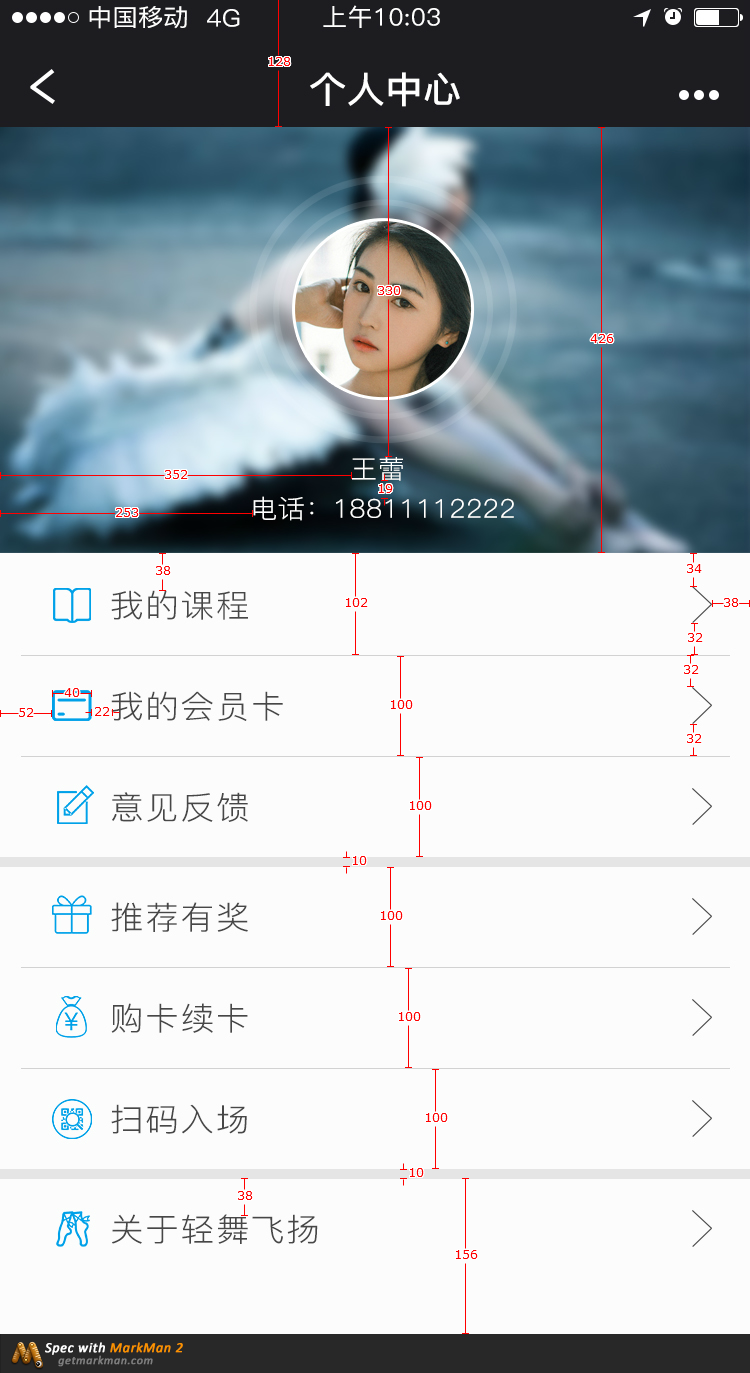 中国移动 4G 上午10:03
128
个人中心
330
426
352
王蕾
19
253
电话：18811112222
38
102
34
我的课程
38
32
40
32
52
22
我的会员卡
100
32
意见反馈
100
10
推荐有奖
100
¥
购卡续卡
100
扫码入场
100
10
38
关于轻舞飞扬
156
Spec with MarkMan 2
getmarkman.com